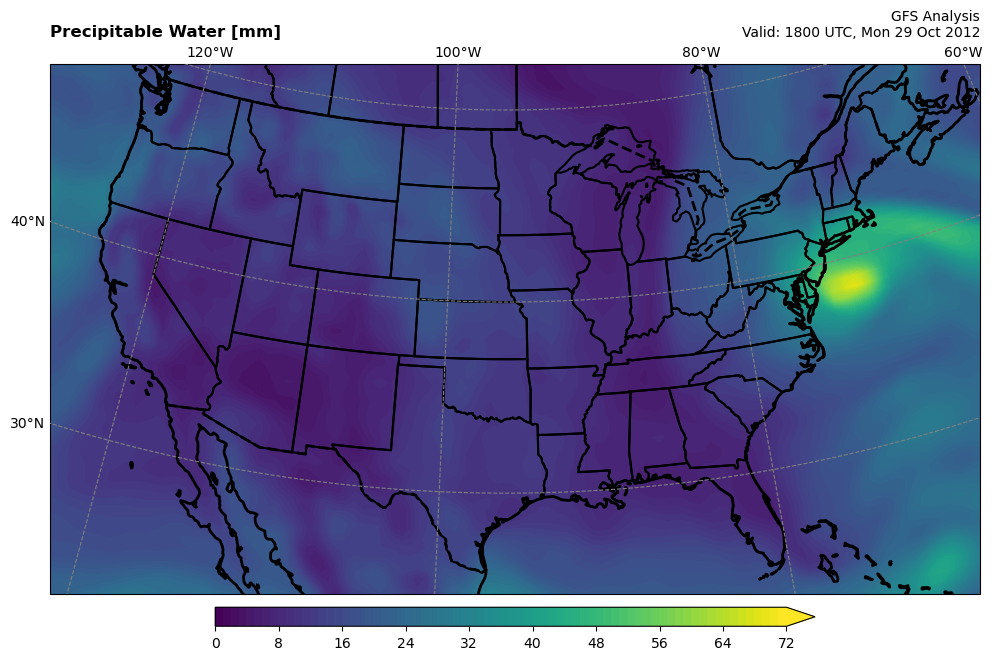 GFS Analysis
Precipitable Water [mm]
Valid: 1800 UTC, Mon 29 Oct 2012
120°W 100°W 80°W 60°W
40°N
30°N
0 8 16 24 32 40 48 56 64 72